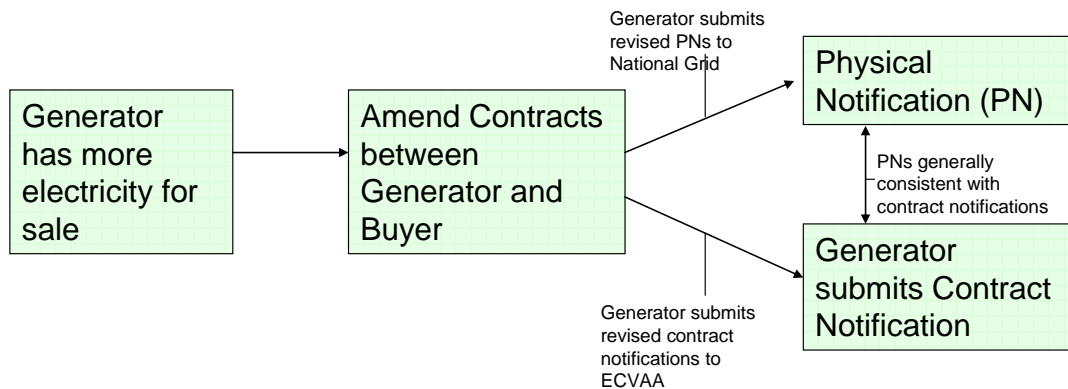 Generator
has more
electricity for
sale
Amend Contracts
between
Generator and
Buyer
Generator submits
revised PNs to
National Grid
Physical
Notification (PN)
PNs generally
consistent with
contract notifications
Generator submits
revised contract
notifications to
ECVAA
Generator
submits Contract
Notification